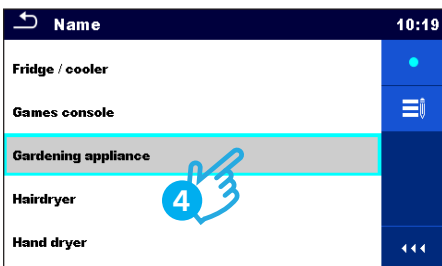 Name 10:19
Fridge / cooler
Games console
Gardening appliance
Hairdryer
4
Hand dryer